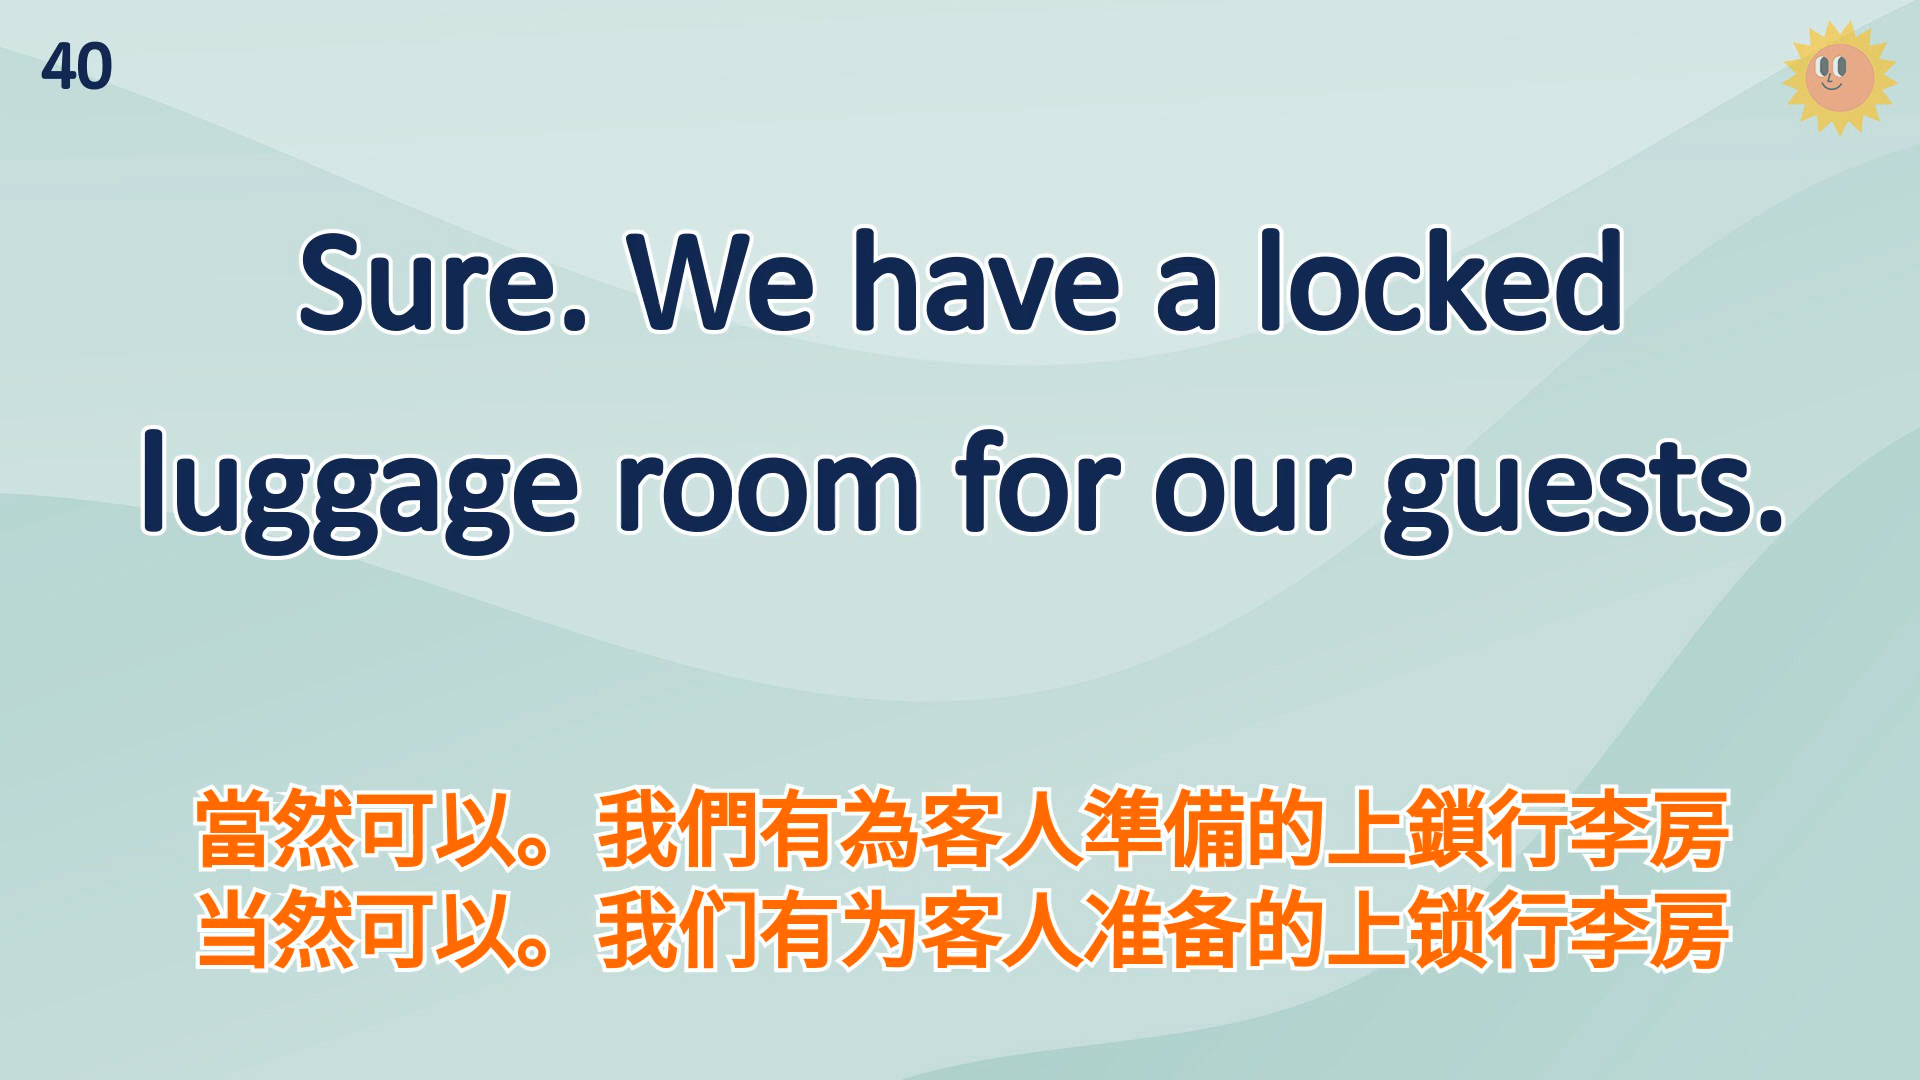 40
Sure. We have a locked
luggage room for our guests.
當然可以。我們有為客人準備的上鎖行李房
当然可以。我们有为客人准备的上锁行李房